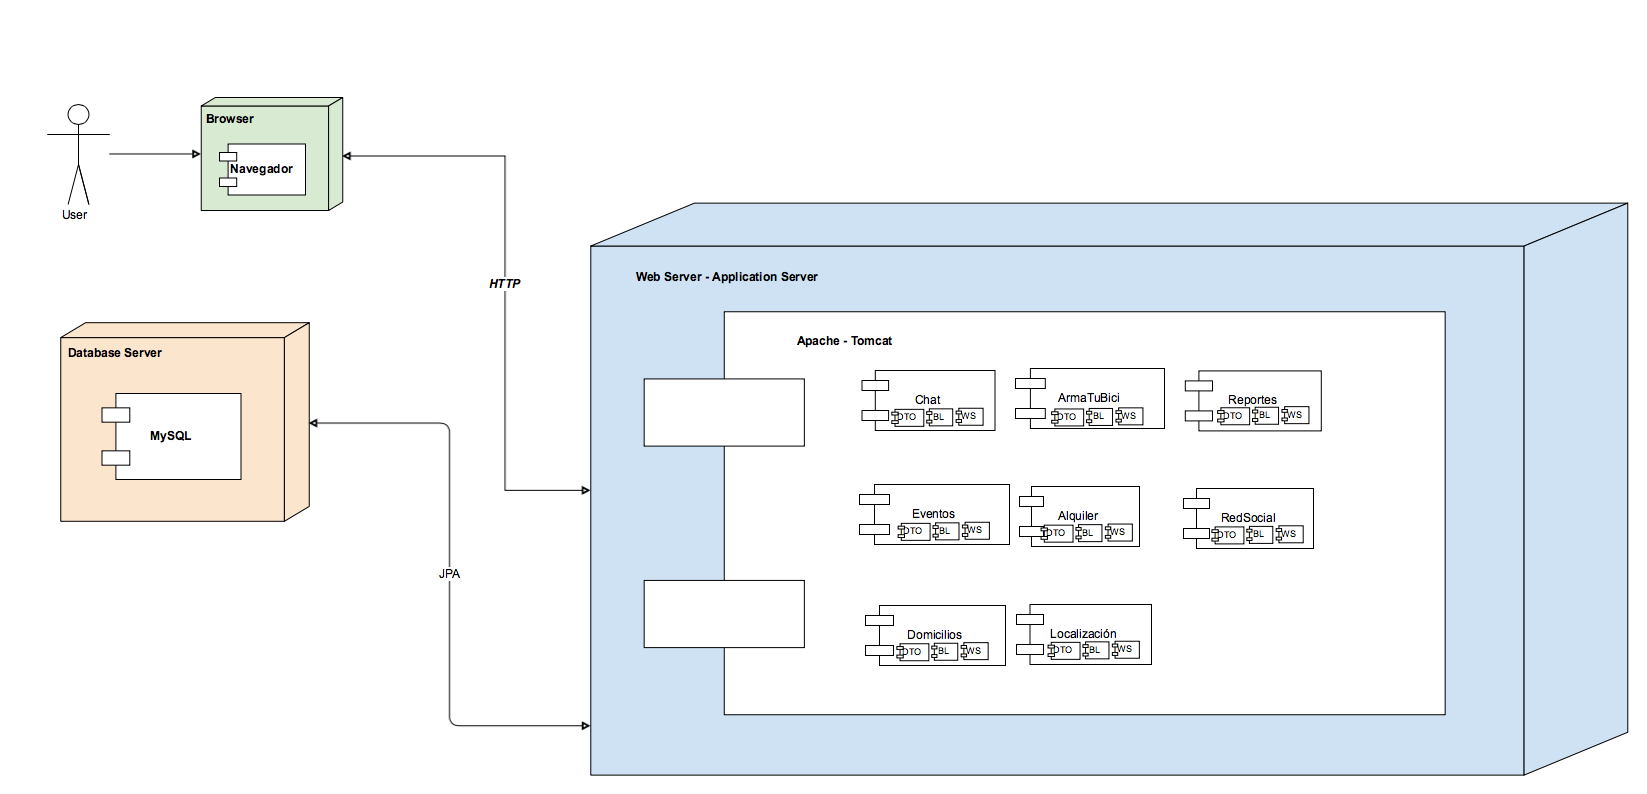 Browser
Navegador
User
HTTP
Web Server - Application Server
Database Server
MySQL
JPA
Apache - Tomcat
Chat
DTO BL WS
ArmaTuBici
DTO BL WS
Reportes
DTO BL WS
Eventos
DTO BL WS
Alquiler
DTO BL WS
RedSocial
DTO BL WS
Domicilios
DTO BL WS
Localización
DTO BL WS